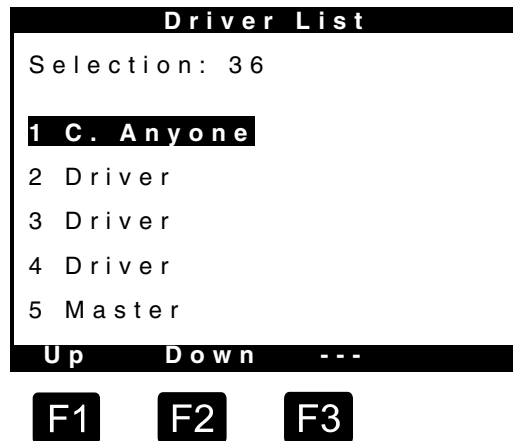 Driver List
Selection: 36
1 C. Anyone
2 Driver
3 Driver
4 Driver
5 Master
Up Down ---
F1 F2 F3